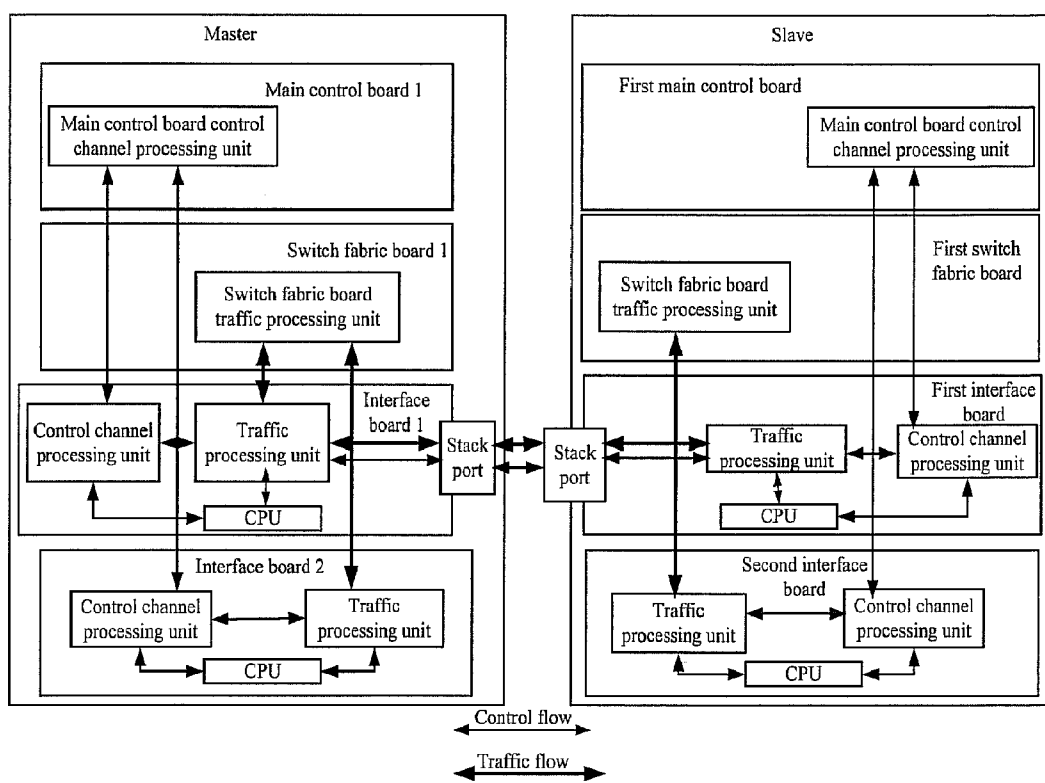 Master
Main control board 1
Main control board control
channel processing unit
Switch fabric board 1
Switch fabric board
traffic processing unit
Interface
board 1
Control channel
processing unit
Traffic
processing unit
CPU
Stack
port
Interface board 2
Control channel
processing unit
Traffic
processing unit
CPU
Slave
First main control board
Main control board control
channel processing unit
First switch
fabric board
Switch fabric board
traffic processing unit
First interface
board
Stack
port
Traffic
processing unit
Control channel
processing unit
CPU
Second interface
board
Traffic
processing unit
Control channel
processing unit
CPU
Control flow
Traffic flow